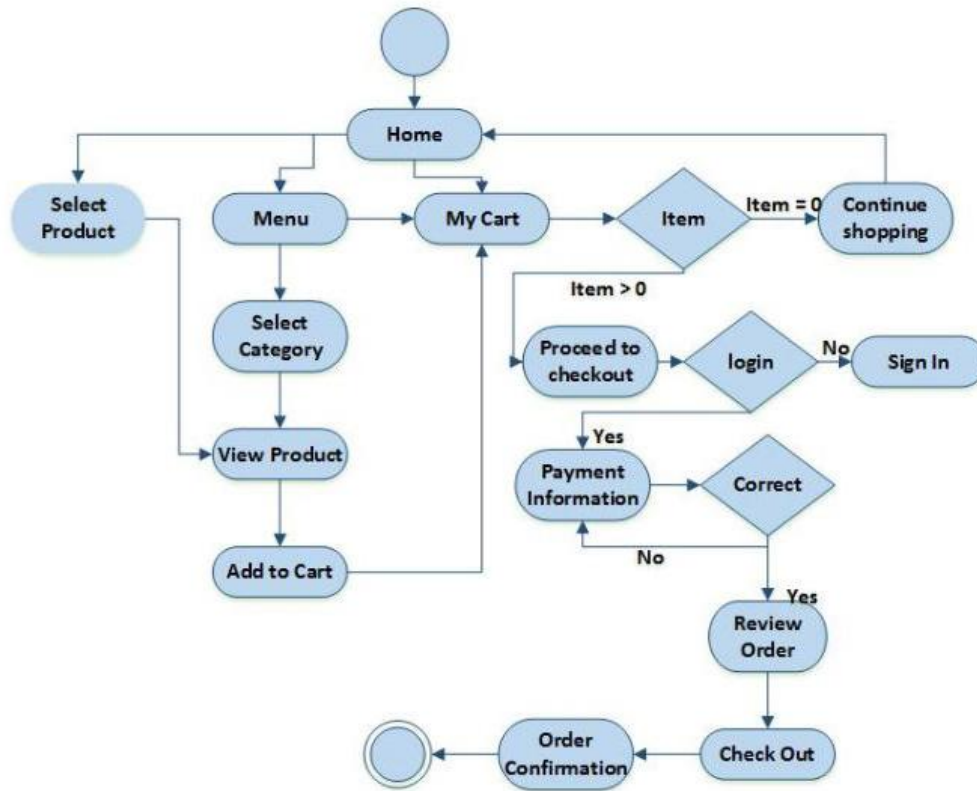 Home
Select
Product
Menu
My Cart
Item
Item = 0
Continue
shopping
Item > 0
Select
Category
Proceed to
checkout
login
No
Sign In
Yes
View Product
Payment
Information
Correct
No
Add to Cart
Yes
Review
Order
Order
Confirmation
Check Out